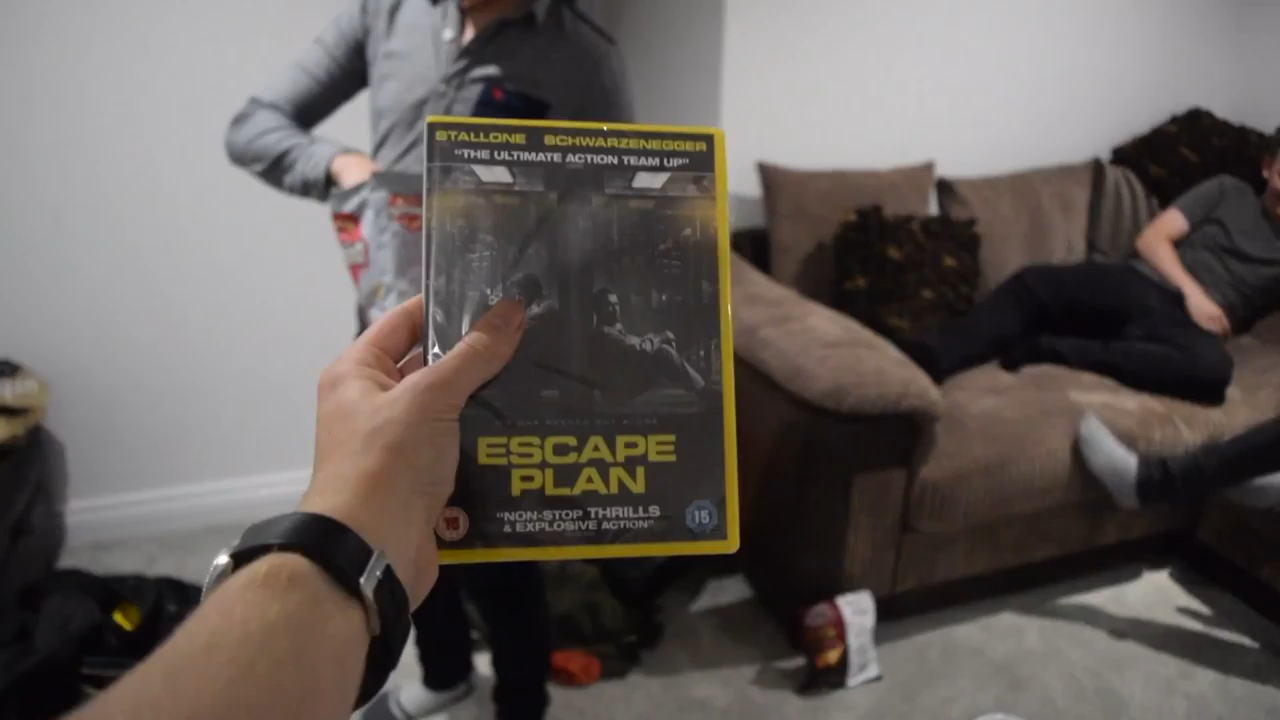 STALLONE SCHWARZENEGGER
"THE ULTIMATE ACTION TEAM UP"
ESCAPE
PLAN
"NON-STOP THRILLS
& EXPLOSIVE ACTION"
15
15